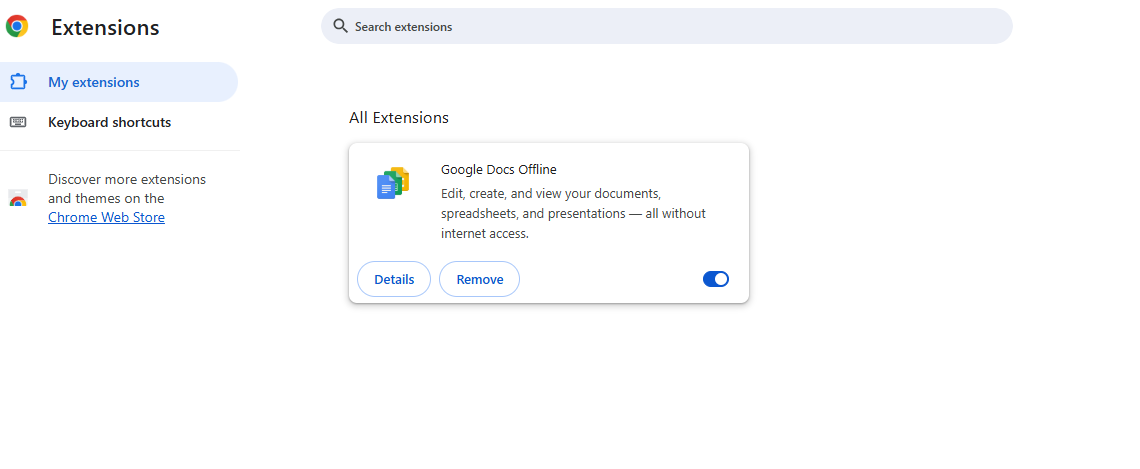 Extensions
Search extensions
My extensions
Keyboard shortcuts
Discover more extensions
and themes on the
Chrome Web Store
All Extensions
Google Docs Offline
Edit, create, and view your documents,
spreadsheets, and presentations — all without
internet access.
Details
Remove